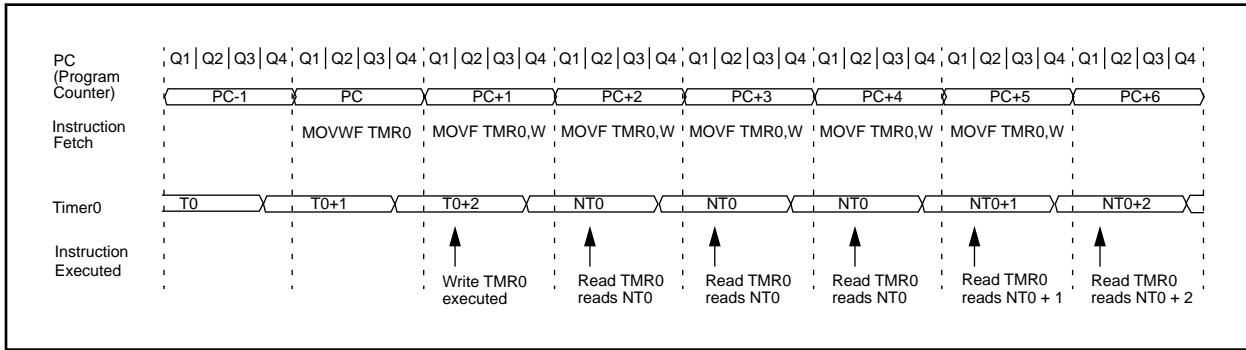 PC
(Program
Counter)
Q1 Q2 Q3 Q4 Q1 Q2 Q3 Q4 Q1 Q2 Q3 Q4 Q1 Q2 Q3 Q4 Q1 Q2 Q3 Q4 Q1 Q2 Q3 Q4 Q1 Q2 Q3 Q4 Q1 Q2 Q3 Q4
PC-1 PC PC+1 PC+2 PC+3 PC+4 PC+5 PC+6
Instruction
Fetch
MOVWF TMR0 MOVF TMR0,W MOVF TMR0,W MOVF TMR0,W MOVF TMR0,W MOVF TMR0,W
Timer0
T0 T0+1 T0+2 NT0 NT0 NT0 NT0+1 NT0+2
Instruction
Executed
Write TMR0
executed
Read TMR0
reads NT0
Read TMR0
reads NT0
Read TMR0
reads NT0
Read TMR0
reads NT0 + 1
Read TMR0
reads NT0 + 2